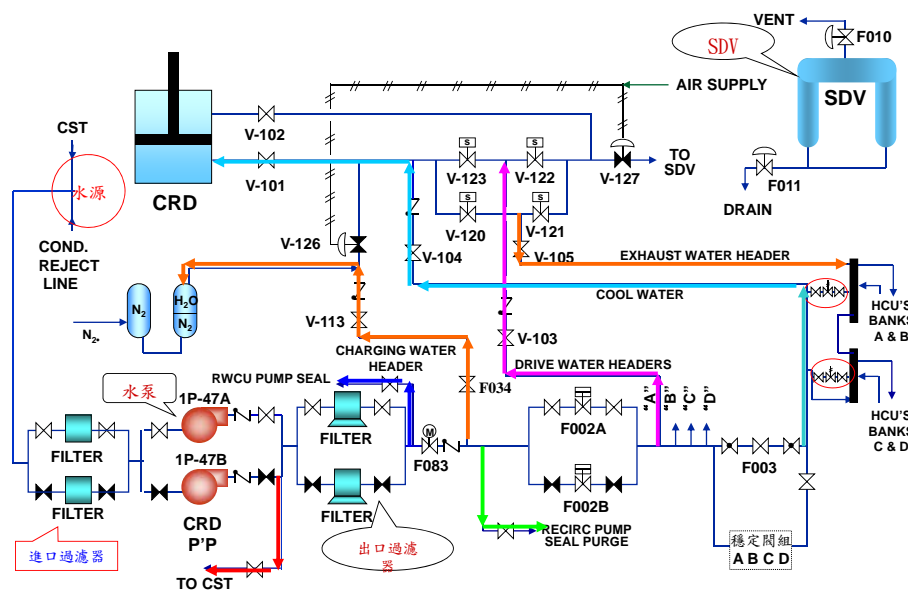 VENT
F010
SDV
SDV
AIR SUPPLY
CST
水源
COND.
REJECT
LINE
V-102
V-101
CRD
S
S
V-123
V-122
V-127
TO
SDV
F011
DRAIN
S
S
V-120
V-121
V-126
V-104
V-105
EXHAUST WATER HEADER
COOL WATER
HCU'S
BANKS
A & B
N2
H2O
N2
N2.
V-113
V-103
CHARGING WATER
HEADER
DRIVE WATER HEADERS
RWCU PUMP SEAL
F034
"A"
"B"
"C"
"D"
HCU'S
BANKS
C & D
水泵
1P-47A
FILTER
FILTER
M
F083
F002A
F003
1P-47B
FILTER
FILTER
F002B
CRD
P'P
進口過濾器
出口過濾
器
RECIRC PUMP
SEAL PURGE
穩定閥組
A B C D
TO CST